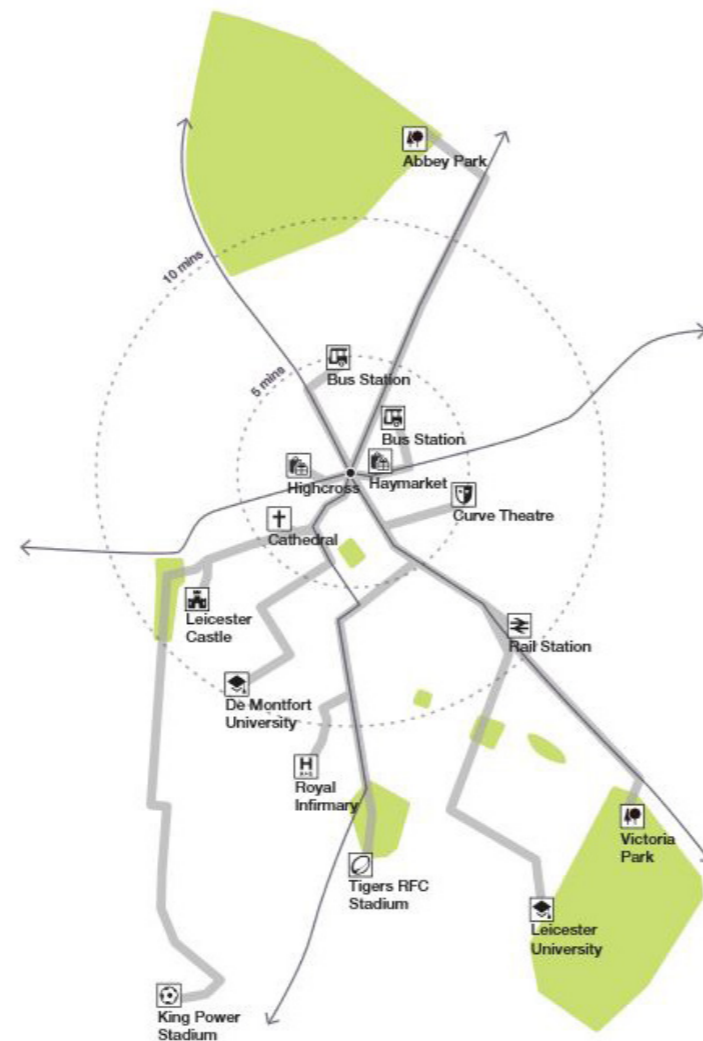 Abbey Park
10 mins
5 mins
Bus Station
Bus Station
Highcross
Haymarket
Curve Theatre
Cathedral
Leicester
Castle
Rail Station
De Montfort
University
H
A&E
Royal
Infirmary
Victoria
Park
Tigers RFC
Stadium
Leicester
University
King Power
Stadium